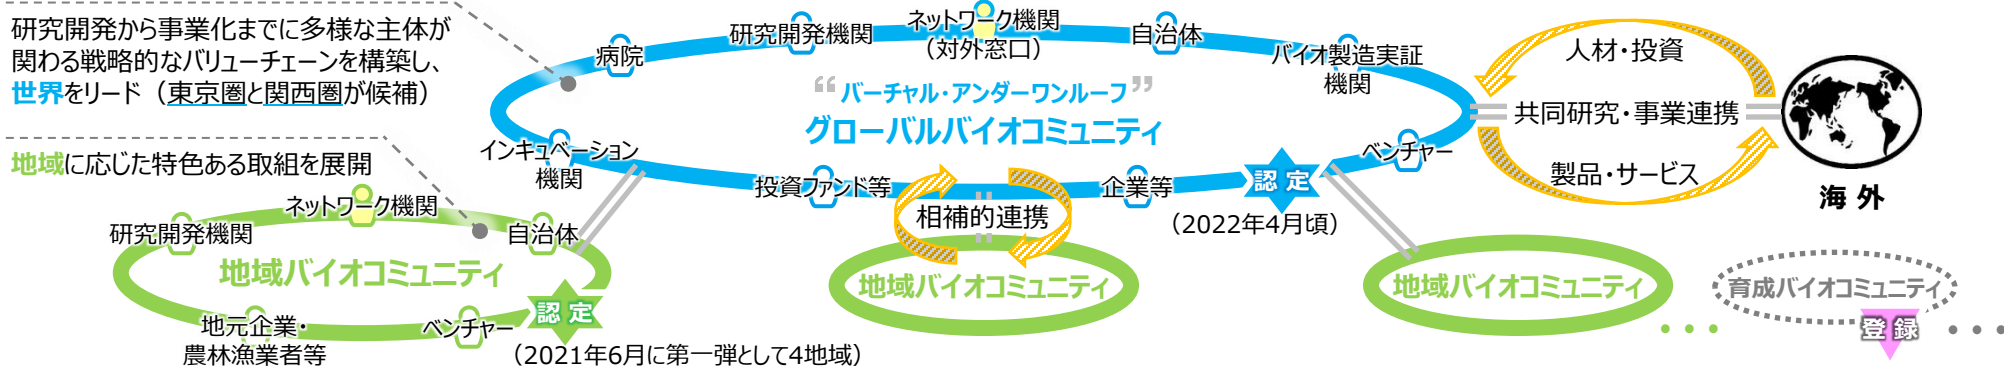 研究開発から事業化までに多様な主体が
関わる戦略的なバリューチェーンを構築し、
世界をリード（東京圏と関西圏が候補）
地域に応じた特色ある取組を展開
病院
研究開発機関
ネットワーク機関
（対外窓口）
自治体
バイオ製造実証
機関
“バーチャル・アンダーワンルーフ”
グローバルバイオコミュニティ
インキュベーション
機関
投資ファンド等
企業等
認定
（2022年4月頃）
ベンチャー
人材・投資
共同研究・事業連携
製品・サービス
海外
相補的連携
ネットワーク機関
研究開発機関
自治体
地域バイオコミュニティ
地元企業・
農林漁業者等
ベンチャー
認定
（2021年6月に第一弾として4地域）
地域バイオコミュニティ
地域バイオコミュニティ
育成バイオコミュニティ
登録